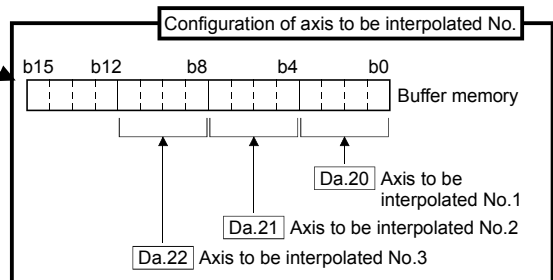 Configuration of axis to be interpolated No.
b15 b12 b8 b4 b0
Buffer memory
Da.20 Axis to be
interpolated No.1
Da.21 Axis to be interpolated No.2
Da.22 Axis to be interpolated No.3